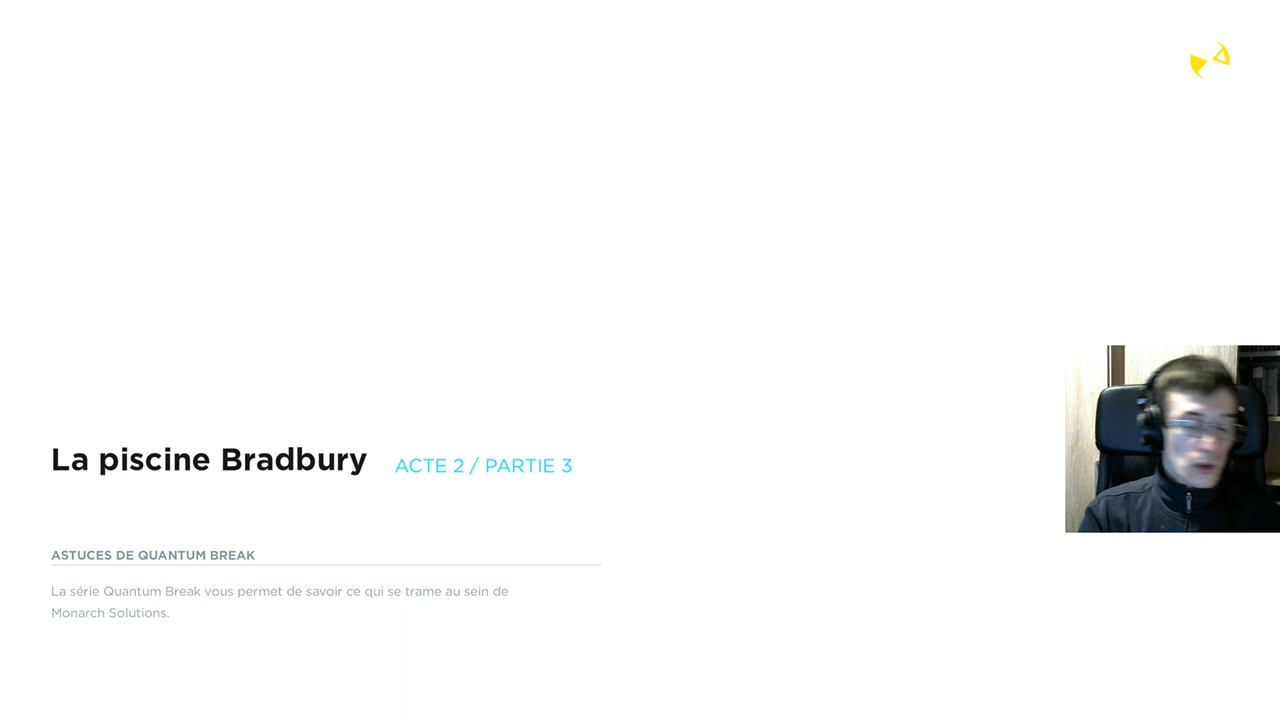 La piscine Bradbury ACTE 2 / PARTIE 3
ASTUCES DE QUANTUM BREAK
La série Quantum Break vous permet de savoir ce qui se trame au sein de
Monarch Solutions.